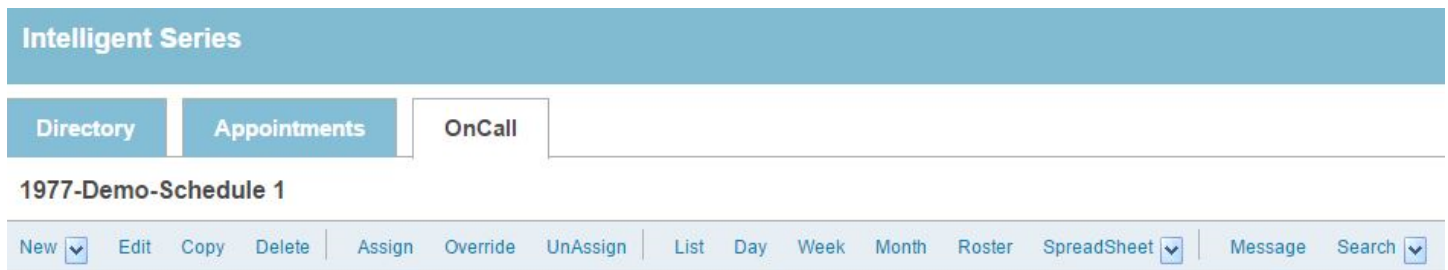 Intelligent Series
Directory Appointments OnCall
1977-Demo-Schedule 1
New Edit Copy Delete Assign Override UnAssign List Day Week Month Roster SpreadSheet Message Search